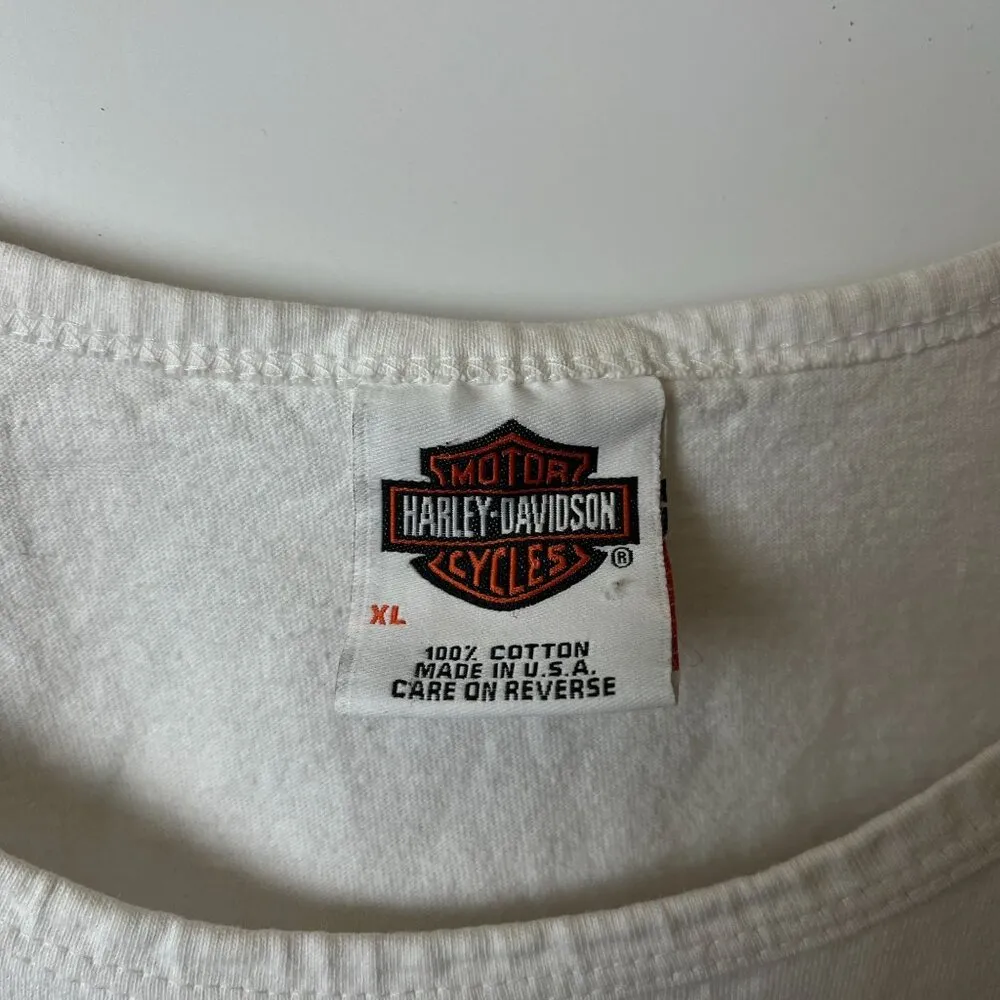 MOTOR
HARLEY-DAVIDSON
CYCLES
®
XL
100% COTTON
MADE IN U.S.A.
CARE ON REVERSE